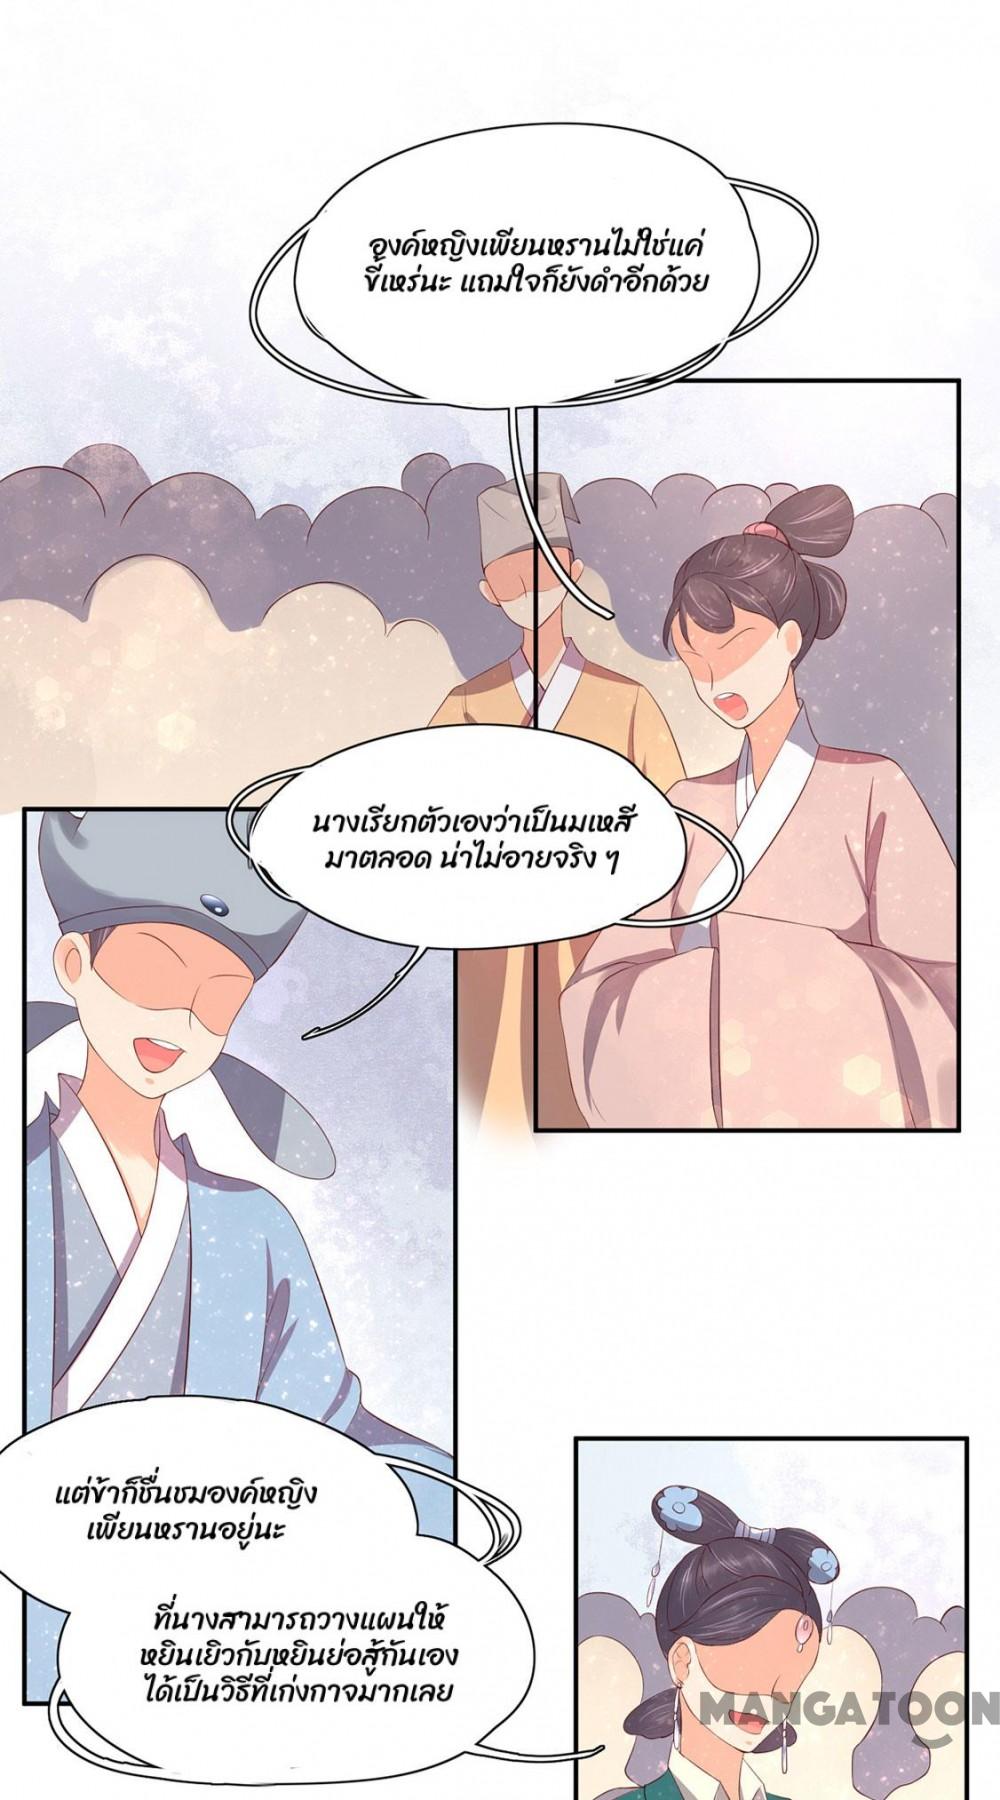 องค์หญิงเพียนหรานไม่ใช่แค่
ขี้เหร่นะ แถมใจก็ยังดำอีกด้วย
นางเรียกตัวเองว่าเป็นมเหสี
มาตลอด น่าไม่อายจริง ๆ
แต่ข้าก็ชื่นชมองค์หญิง
เพียนหรานอยู่นะ
ที่นางสามารถวางแผนให้
หยินเยิวกับหยินย่อสู้กันเอง
ได้เป็นวิธีที่เก่งกาจมากเลย
MANGATOON